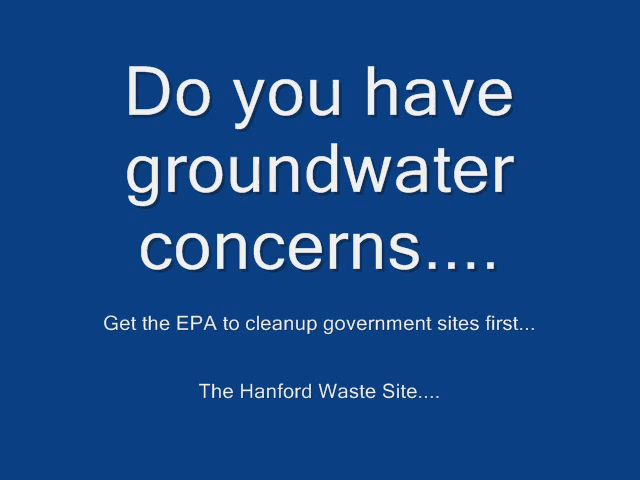 Do you have
groundwater
concerns....
Get the EPA to cleanup government sites first...
The Hanford Waste Site....